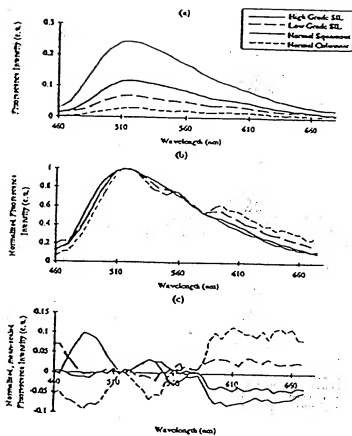 (a)
High Grade SIL
Low Grade SIL
Normal Squamous
Normal Columnar
Fluorescence Intensity (c.u.)
0.3
0.2
0.1
0
460 510 560 610 660
Wavelength (nm)
(b)
Normalized Fluorescence Intensity (c.u.)
1
0.8
0.6
0.4
0.2
0
460 510 560 610 660
Wavelength (nm)
(c)
Normalized,
Fluorescence Intensity (c.u.)
0.15
0.10
0.05
0
-0.05
-0.1
460 510 610 660
Wavelength (nm)